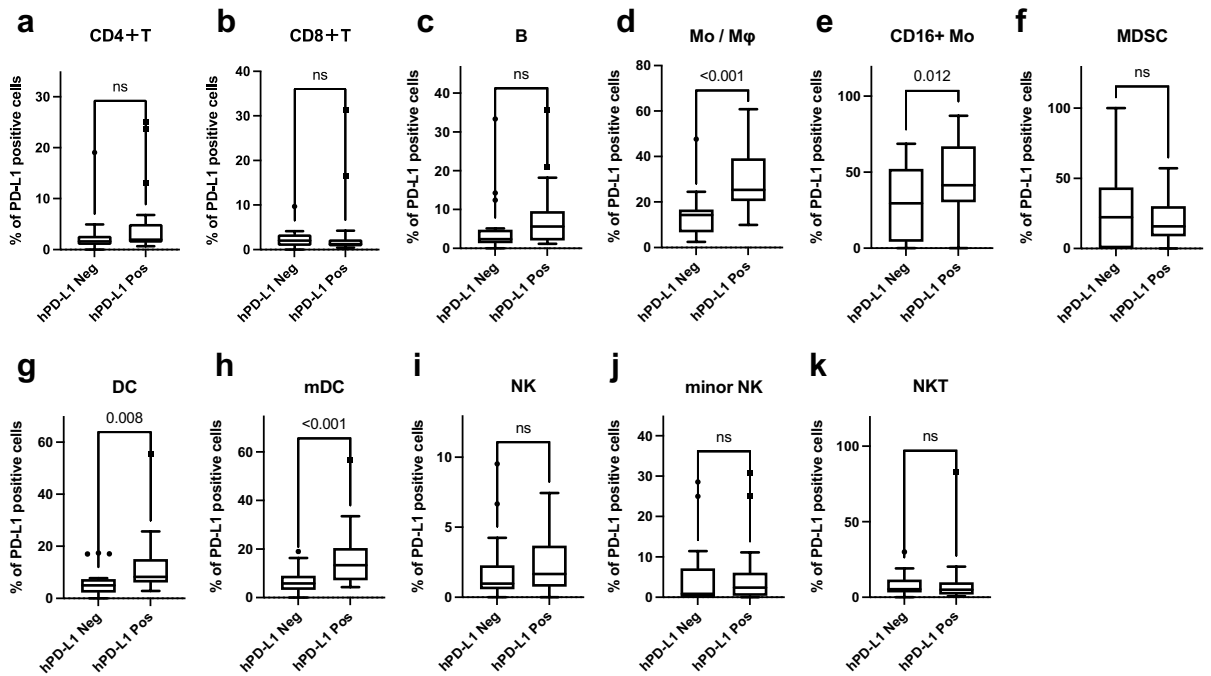 a
CD4+T
% of PD-L1 positive cells
30
20
10
0
ns
hPD-L1 Neg
hPD-L1 Pos
b
CD8+T
% of PD-L1 positive cells
40
30
20
10
0
ns
hPD-L1 Neg
hPD-L1 Pos
c
B
% of PD-L1 positive cells
50
40
30
20
10
0
ns
hPD-L1 Neg
hPD-L1 Pos
d
Mo / Mφ
% of PD-L1 positive cells
80
60
40
20
0
<0.001
hPD-L1 Neg
hPD-L1 Pos
e
CD16+ Mo
% of PD-L1 positive cells
100
50
0
0.012
hPD-L1 Neg
hPD-L1 Pos
f
MDSC
% of PD-L1 positive cells
100
50
0
ns
hPD-L1 Neg
hPD-L1 Pos
g
DC
% of PD-L1 positive cells
60
40
20
0
0.008
hPD-L1 Neg
hPD-L1 Pos
h
mDC
% of PD-L1 positive cells
60
40
20
0
<0.001
hPD-L1 Neg
hPD-L1 Pos
i
NK
% of PD-L1 positive cells
10
5
0
ns
hPD-L1 Neg
hPD-L1 Pos
j
minor NK
% of PD-L1 positive cells
40
30
20
10
0
ns
hPD-L1 Neg
hPD-L1 Pos
k
NKT
% of PD-L1 positive cells
100
50
0
ns
hPD-L1 Neg
hPD-L1 Pos